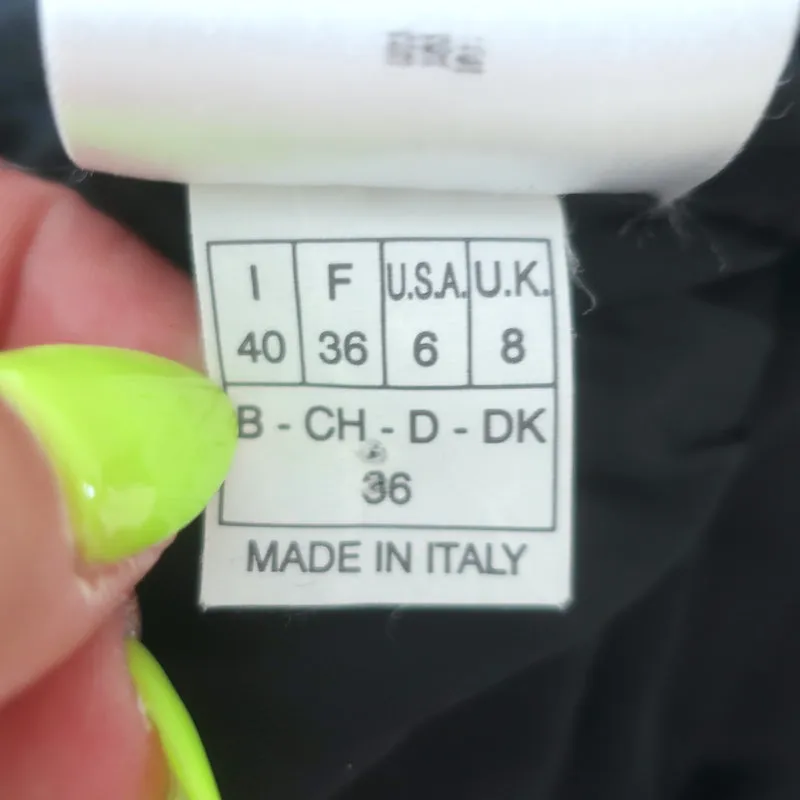 I F U.S.A. U.K.
40 36 6 8
B - CH - D - DK
36
MADE IN ITALY